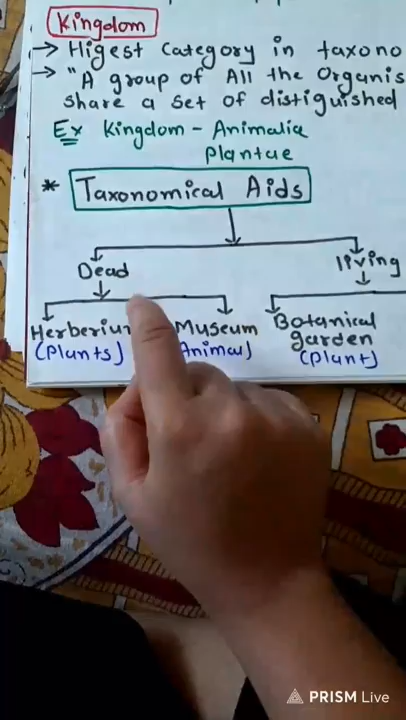 Kingdom
→ Higest Category in taxono
→ "A group of All the Organis
share a set of distiguished
Ex Kingdom - Animalia
Plantae
* Taxonomical Aids
Dead living
Herberium Museum Botanical
garden
(Plants) Animal) (Plant)
PRISM Live